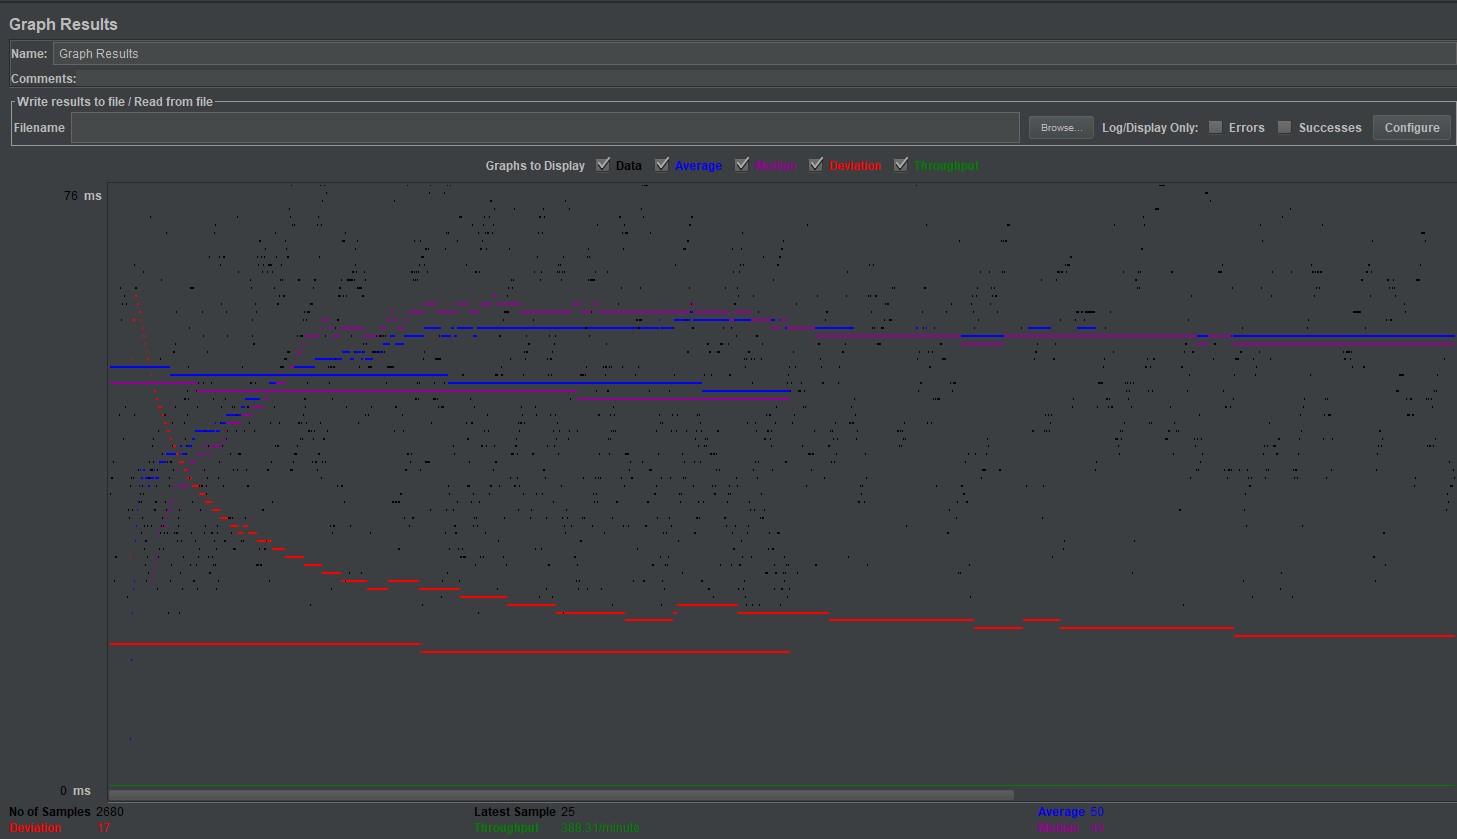 Graph Results
Name: Graph Results
Comments:
Write results to file / Read from file
Filename Browse... Log/Display Only: Errors Successes Configure
Graphs to Display Data Average Median Deviation Throughput
76 ms
0 ms
No of Samples 2680 Latest Sample 25 Average 50
Deviation 17 Throughput 388.31/minute Median